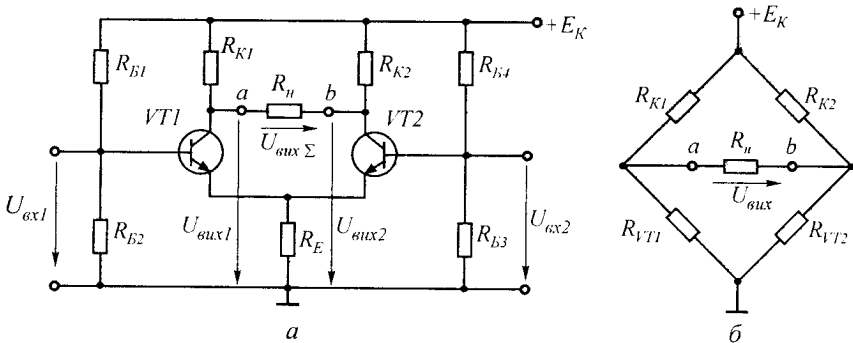 +E_К
R_К1
R_К2
R_Б1
R_Б4
a
R_н
b
VT1
VT2
U_вих Σ
U_вх1
R_Б2
U_вих1
R_E
U_вих2
R_Б3
U_вх2
а
+E_К
R_К1
R_К2
R_н
a
b
U_вих
R_VT1
R_VT2
б